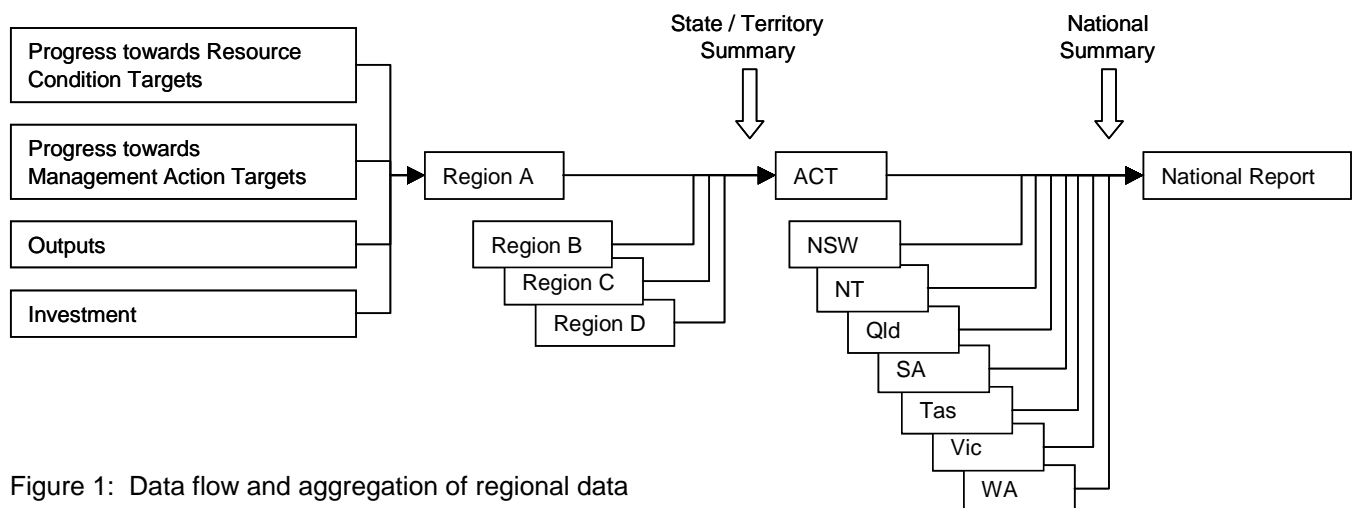 State / Territory
Summary
National
Summary
Progress towards Resource
Condition Targets
Progress towards
Management Action Targets
Outputs
Investment
Region A
Region B
Region C
Region D
ACT
NSW
NT
Qld
SA
Tas
Vic
WA
National Report
Figure 1: Data flow and aggregation of regional data